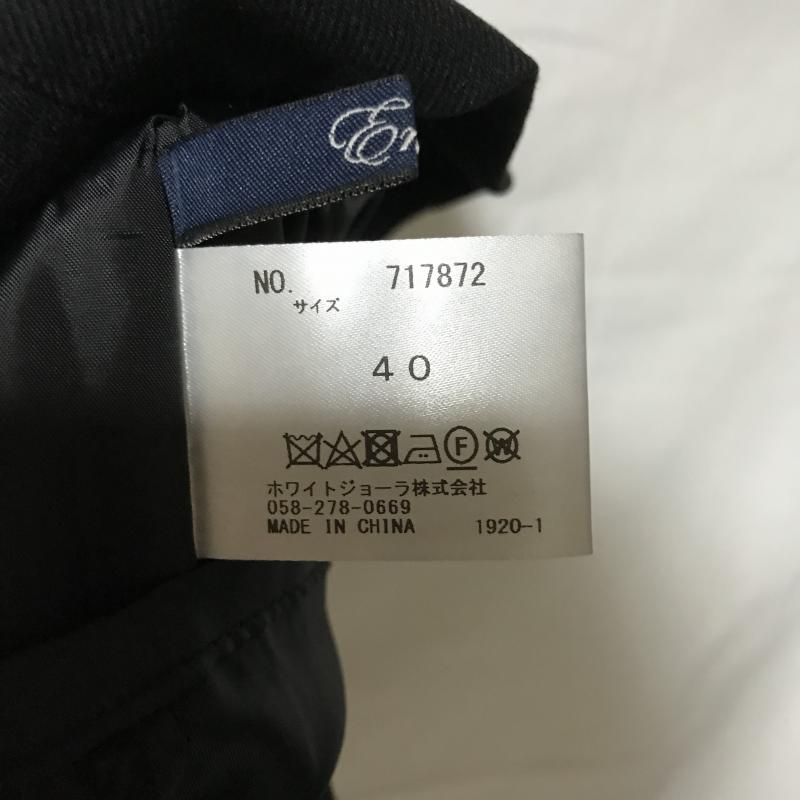 NO. 717872
サイズ
40
F W
ホワイトジョーラ株式会社
058-278-0669
MADE IN CHINA 1920-1